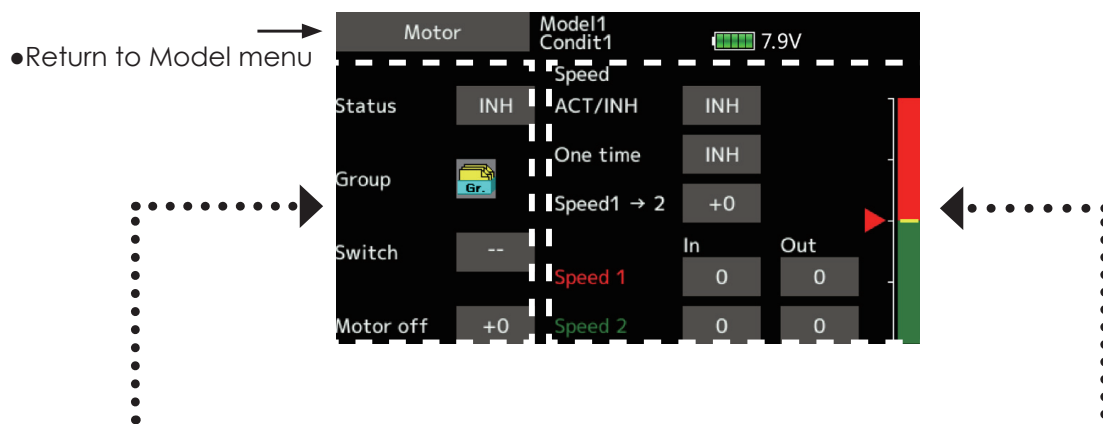 Motor
Model1
Condit1
7.9V
●Return to Model menu
Status INH
Group Gr.
Switch --
Motor off +0
Speed
ACT/INH INH
One time INH
Speed1 → 2 +0
In Out
Speed 1 0 0
Speed 2 0 0